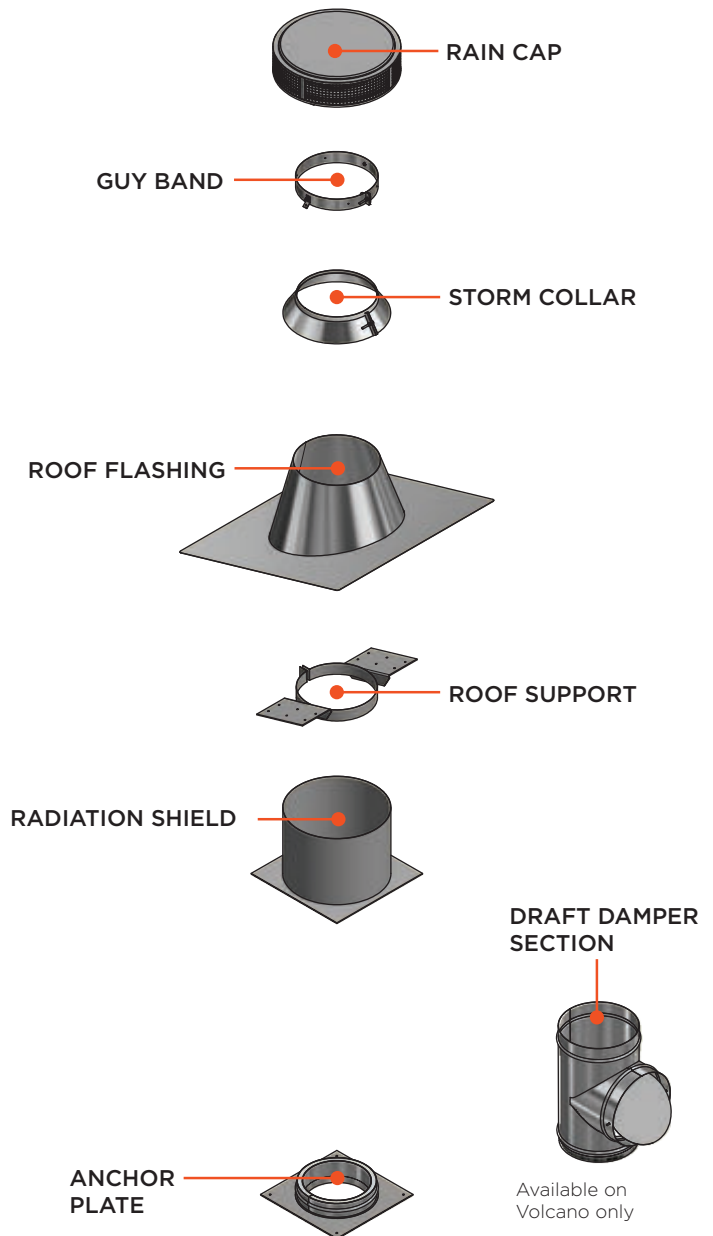 RAIN CAP
GUY BAND
STORM COLLAR
ROOF FLASHING
ROOF SUPPORT
RADIATION SHIELD
DRAFT DAMPER
SECTION
ANCHOR
PLATE
Available on
Volcano only